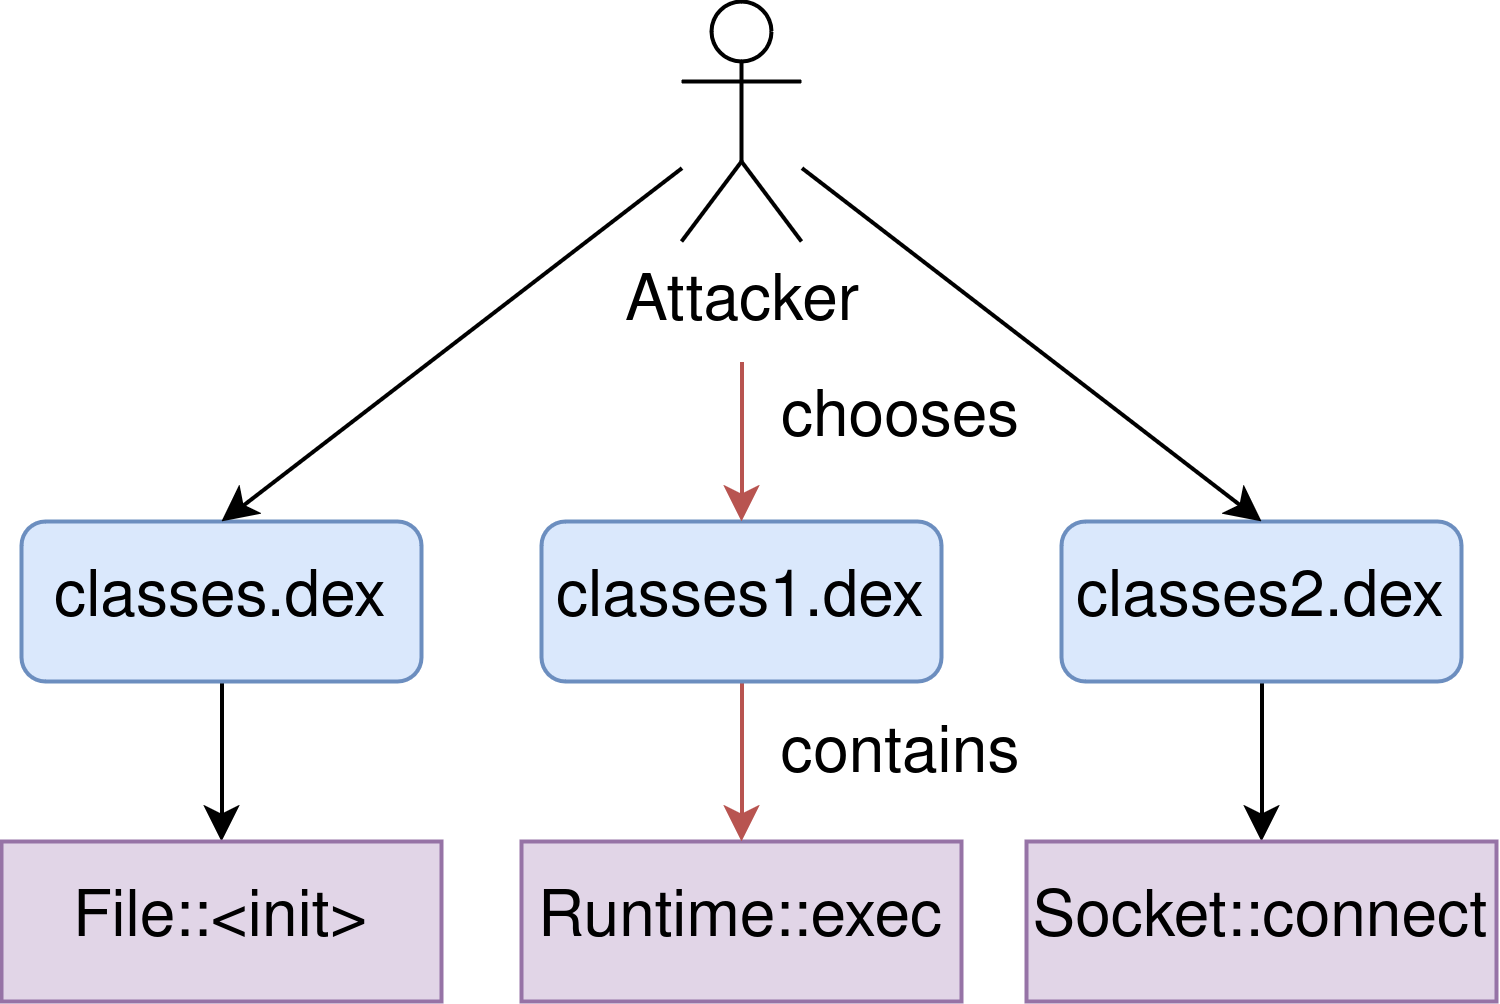 Attacker
chooses
classes.dex
classes1.dex
classes2.dex
contains
File::<init>
Runtime::exec
Socket::connect